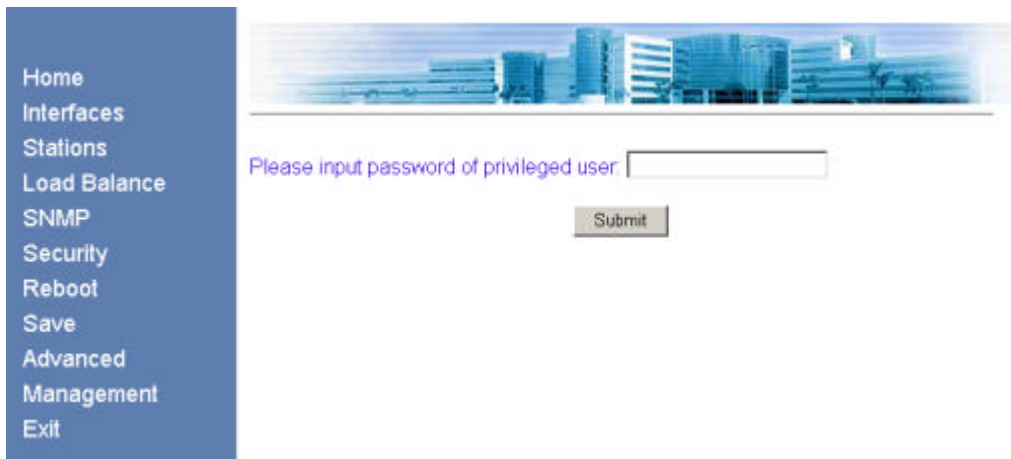 Home
Interfaces
Stations
Load Balance
SNMP
Security
Reboot
Save
Advanced
Management
Exit
Please input password of privileged user:
Submit